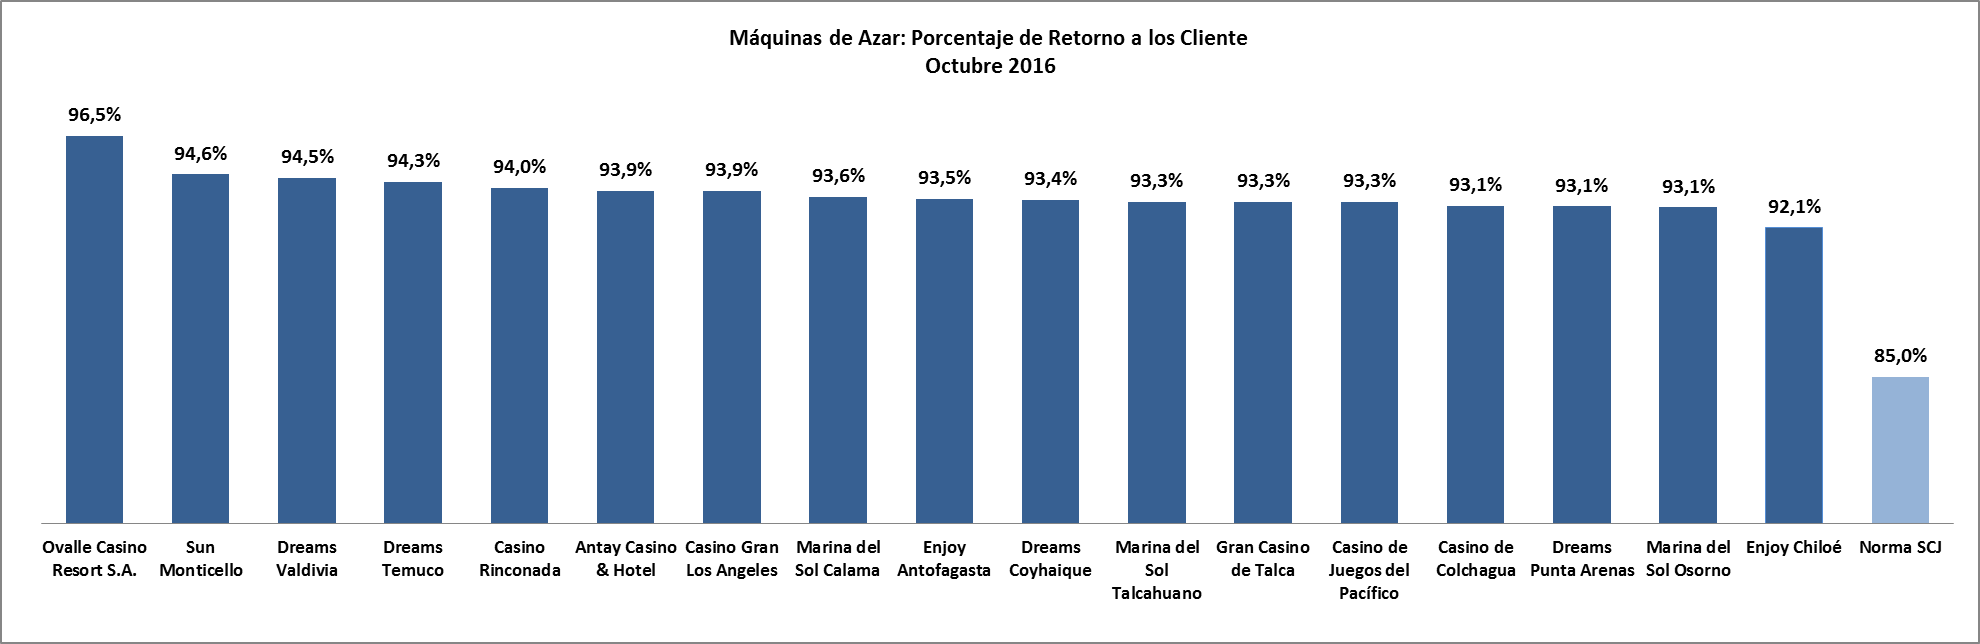 Máquinas de Azar: Porcentaje de Retorno a los Cliente
Octubre 2016
96,5%
94,6%
94,5%
94,3%
94,0%
93,9%
93,9%
93,6%
93,5%
93,4%
93,3%
93,3%
93,3%
93,1%
93,1%
93,1%
92,1%
85,0%
Ovalle Casino
Resort S.A.
Sun
Monticello
Dreams
Valdivia
Dreams
Temuco
Casino
Rinconada
Antay Casino
& Hotel
Casino Gran
Los Angeles
Marina del
Sol Calama
Enjoy
Antofagasta
Dreams
Coyhaique
Marina del
Sol
Talcahuano
Gran Casino
de Talca
Casino de
Juegos del
Pacífico
Casino de
Colchagua
Dreams
Punta Arenas
Marina del
Sol Osorno
Enjoy Chiloé
Norma SCJ